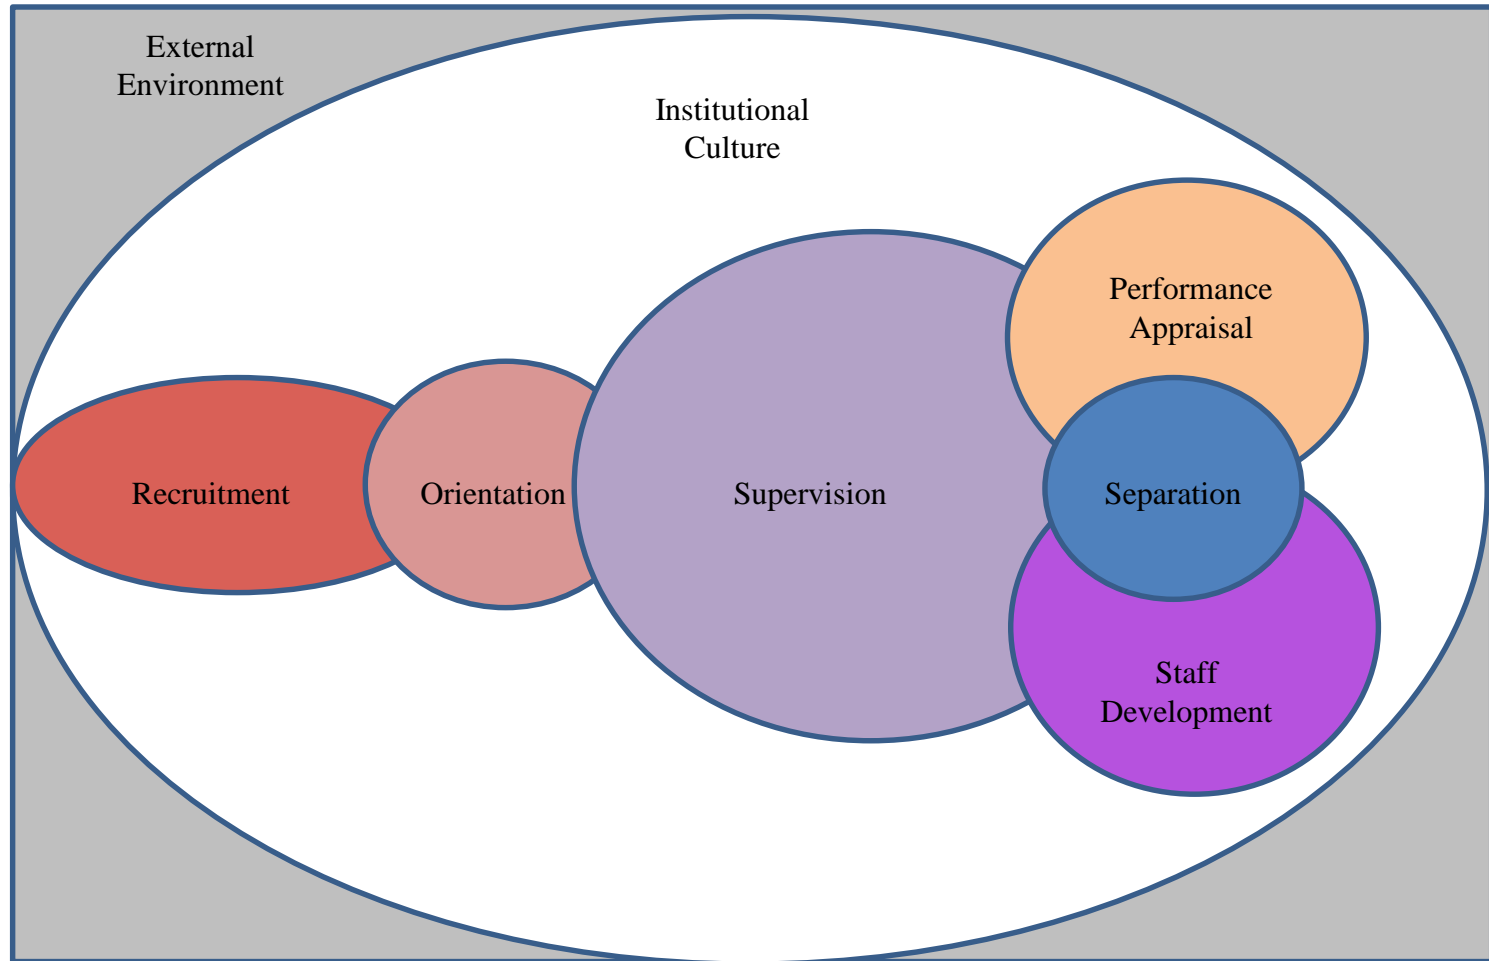 External
Environment
Institutional
Culture
Performance
Appraisal
Recruitment
Orientation
Supervision
Separation
Staff
Development